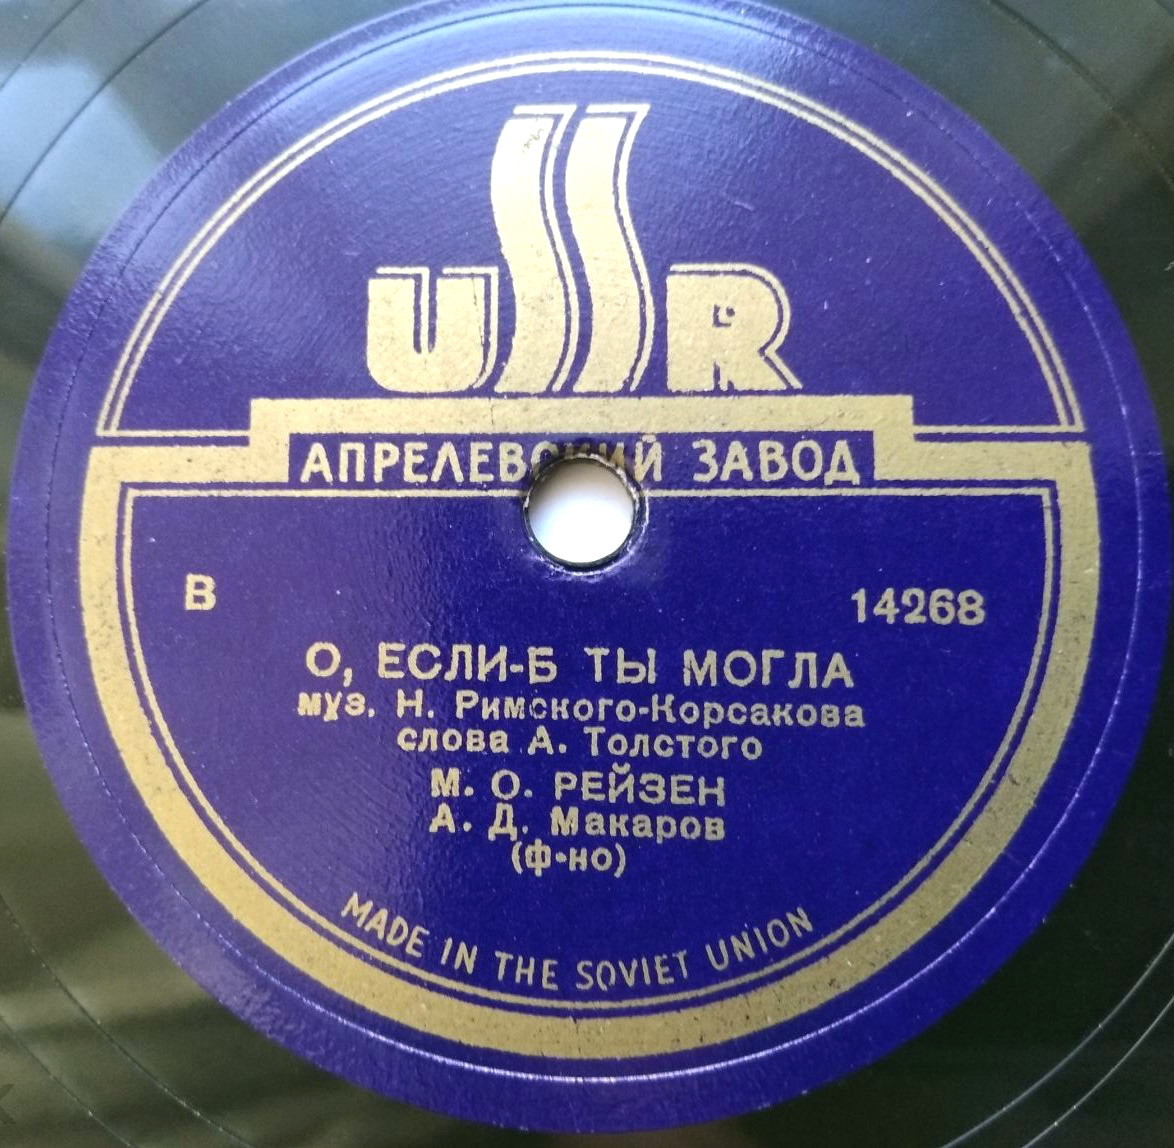 USSR
АПРЕЛЕВСКИЙ ЗАВОД
В 14268
О, ЕСЛИ-Б ТЫ МОГЛА
муз. Н. Римского-Корсакова
слова А. Толстого
М. О. РЕЙЗЕН
А. Д. Макаров
(ф-но)
MADE IN THE SOVIET UNION